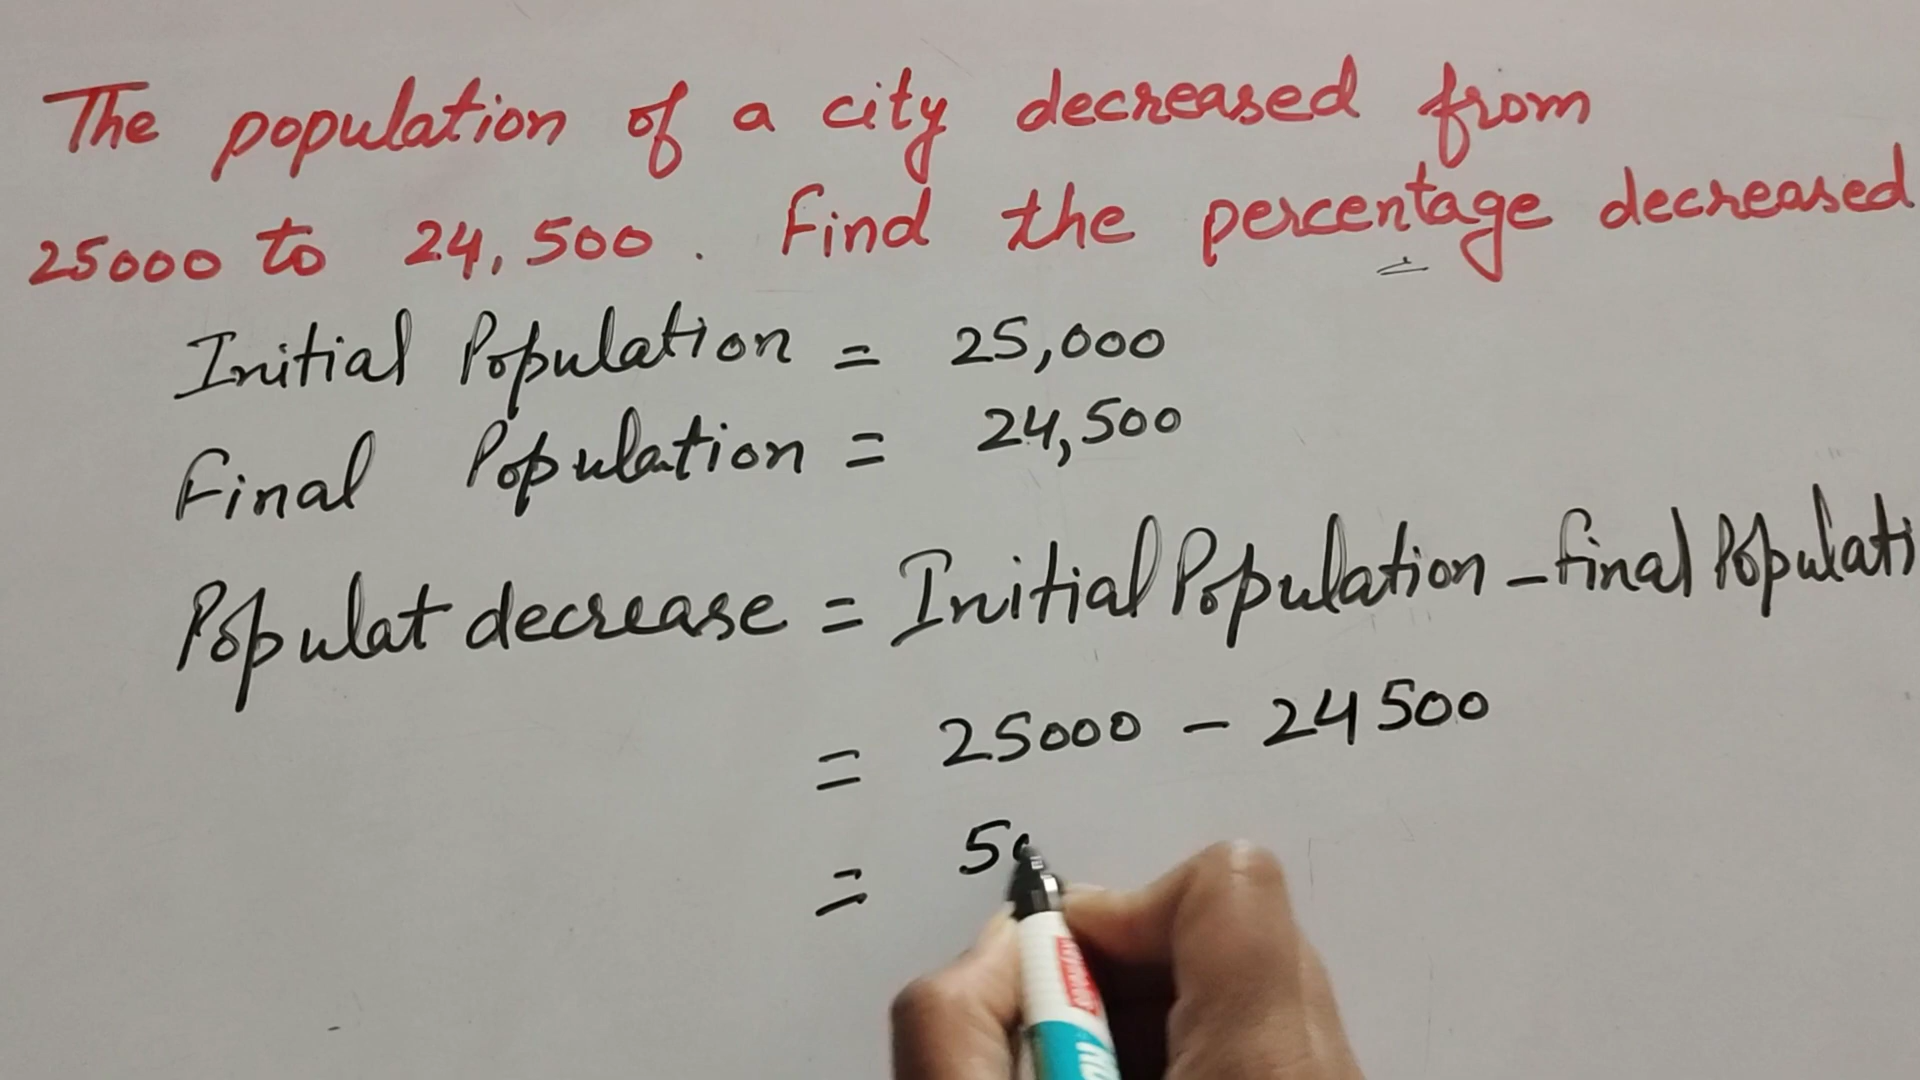 The population of a city decreased from
25000 to 24,500. Find the percentage decreased
Initial Population = 25,000
Final Population = 24,500
Populat decrease = Initial Population - Final Populati
= 25000 - 24500
= 50